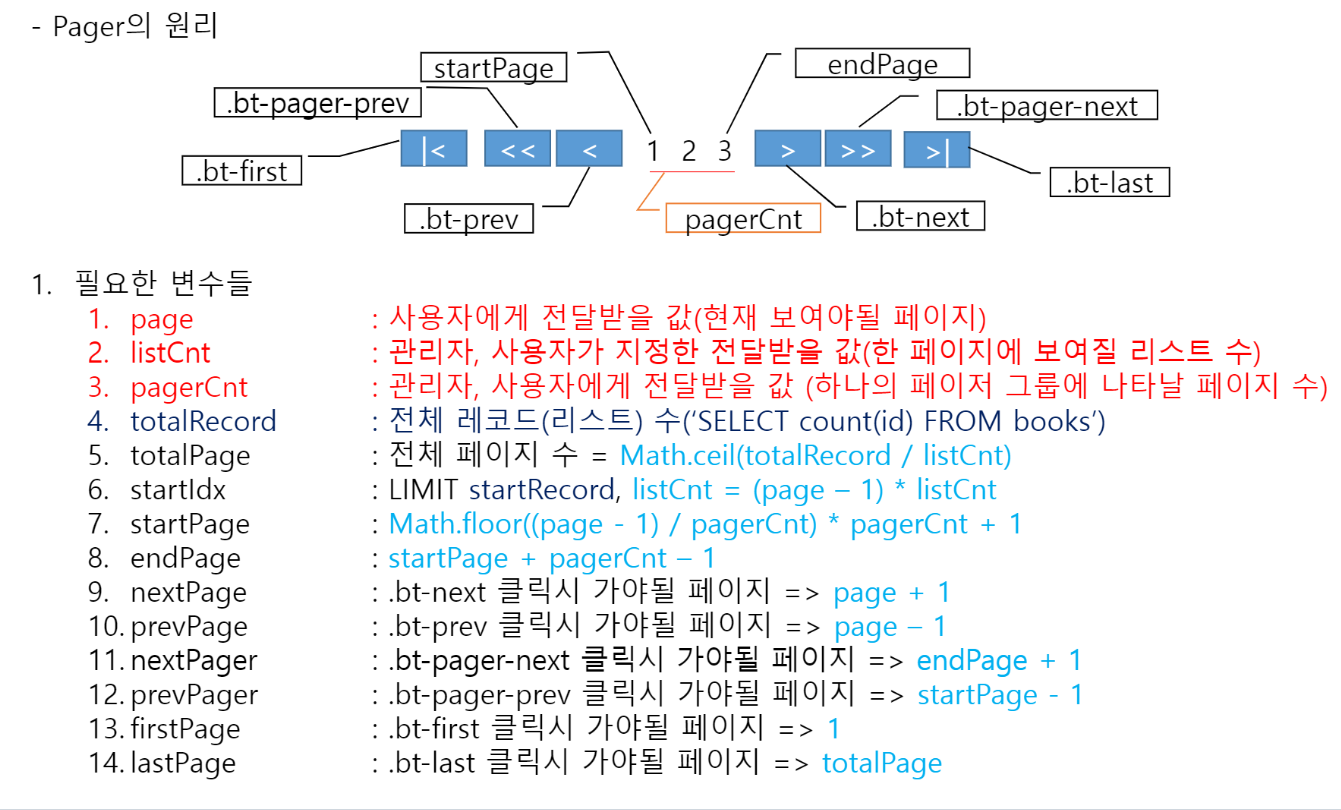 - Pager의 원리
startPage
endPage
.bt-pager-prev
.bt-pager-next
|< << < 1 2 3 > >> >|
.bt-first
.bt-last
.bt-prev
pagerCnt
.bt-next
1. 필요한 변수들
1. page : 사용자에게 전달받을 값(현재 보여야될 페이지)
2. listCnt : 관리자, 사용자가 지정한 전달받을 값(한 페이지에 보여질 리스트 수)
3. pagerCnt : 관리자, 사용자에게 전달받을 값 (하나의 페이저 그룹에 나타날 페이지 수)
4. totalRecord : 전체 레코드(리스트) 수(‘SELECT count(id) FROM books’)
5. totalPage : 전체 페이지 수 = Math.ceil(totalRecord / listCnt)
6. startIdx : LIMIT startRecord, listCnt = (page – 1) * listCnt
7. startPage : Math.floor((page - 1) / pagerCnt) * pagerCnt + 1
8. endPage : startPage + pagerCnt – 1
9. nextPage : .bt-next 클릭시 가야될 페이지 => page + 1
10. prevPage : .bt-prev 클릭시 가야될 페이지 => page – 1
11. nextPager : .bt-pager-next 클릭시 가야될 페이지 => endPage + 1
12. prevPager : .bt-pager-prev 클릭시 가야될 페이지 => startPage - 1
13. firstPage : .bt-first 클릭시 가야될 페이지 => 1
14. lastPage : .bt-last 클릭시 가야될 페이지 => totalPage